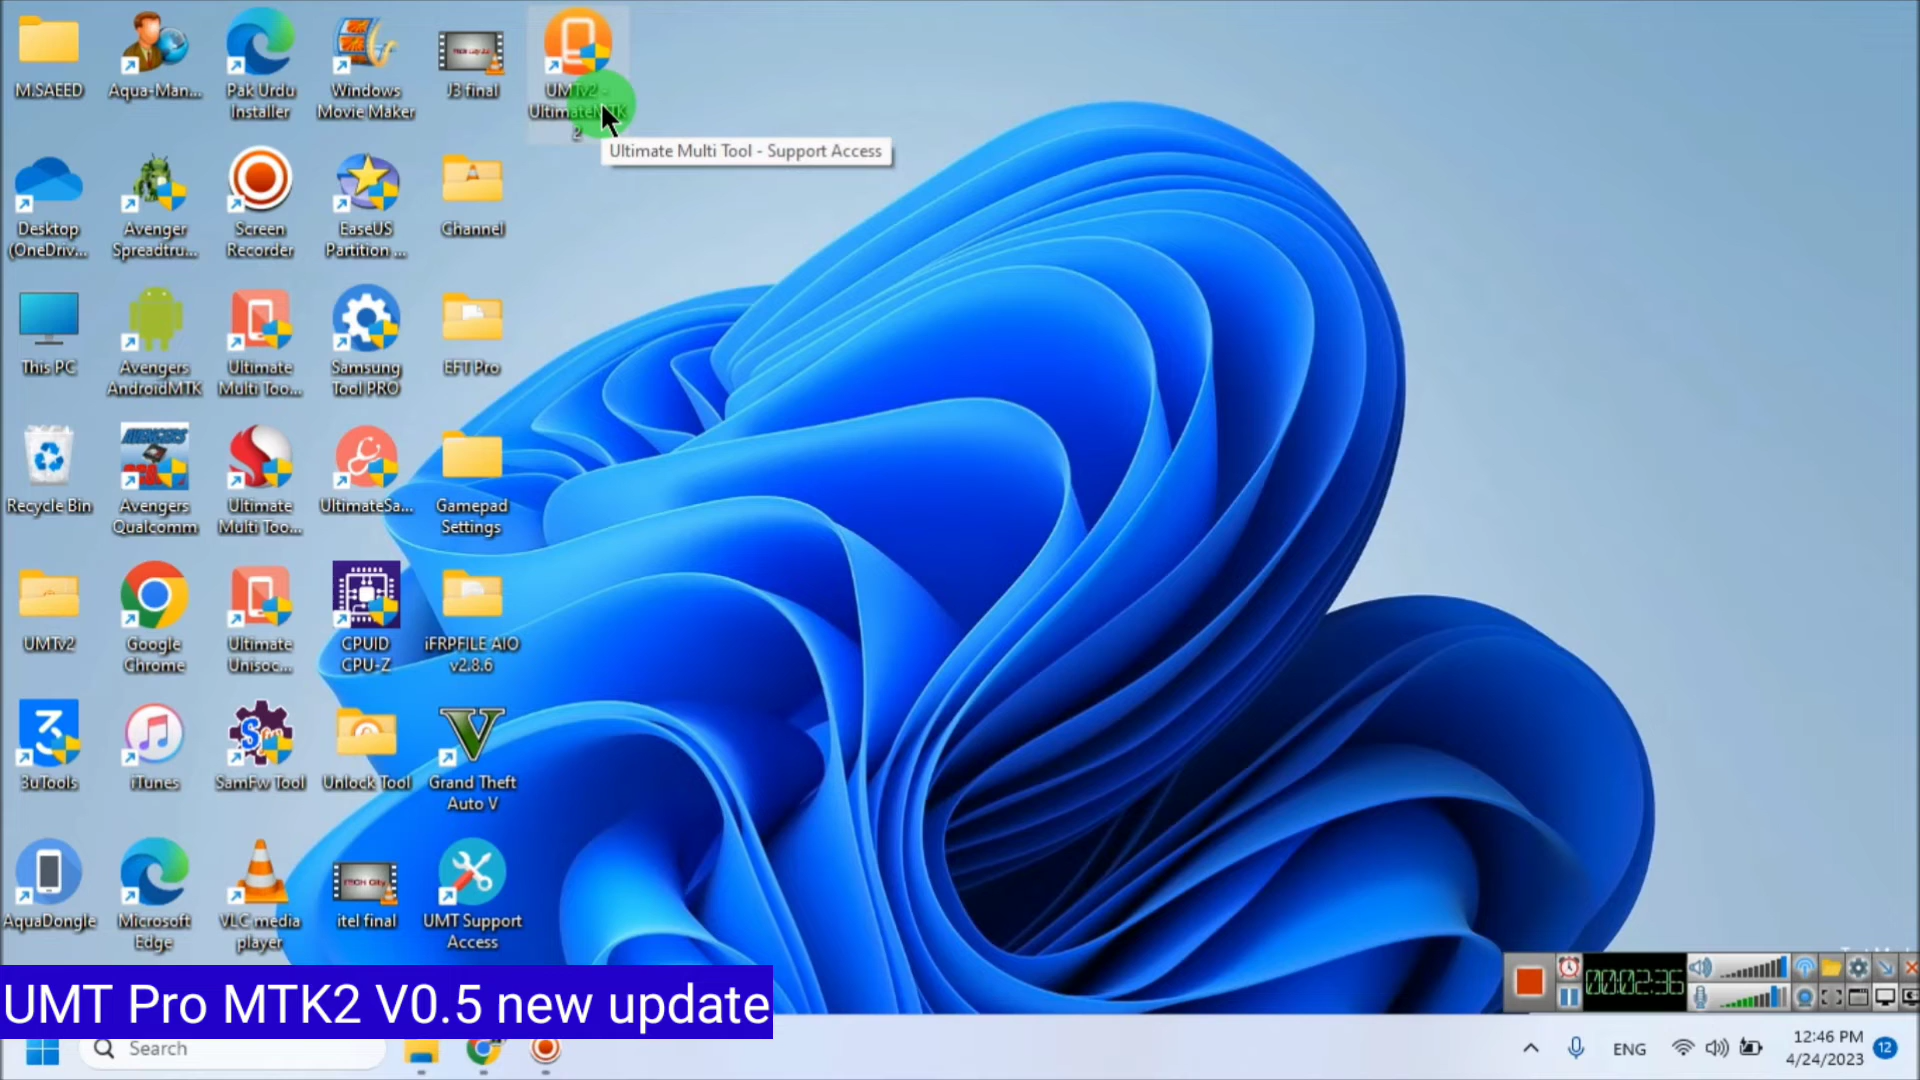 M.SAEED
Aqua-Man...
Pak Urdu
Installer
Windows
Movie Maker
J3 final
UMTv2 -
UltimateMTK
2
Ultimate Multi Tool - Support Access
Desktop
(OneDriv...
Avenger
Spreadtru...
Screen
Recorder
EaseUS
Partition ...
Channel
This PC
Avengers
AndroidMTK
Ultimate
Multi Too...
Samsung
Tool PRO
EFT Pro
Recycle Bin
AVENGERS
Avengers
Qualcomm
Ultimate
Multi Too...
UltimateSa...
Gamepad
Settings
UMTv2
Google
Chrome
Ultimate
Unisoc...
CPUID
CPU-Z
iFRPFILE AIO
v2.8.6
3uTools
iTunes
SamFw Tool
Unlock Tool
Grand Theft
Auto V
AquaDongle
Microsoft
Edge
VLC media
player
itel final
UMT Support
Access
00:02:36
UMT Pro MTK2 V0.5 new update
Search
ENG
12:46 PM
4/24/2023
12